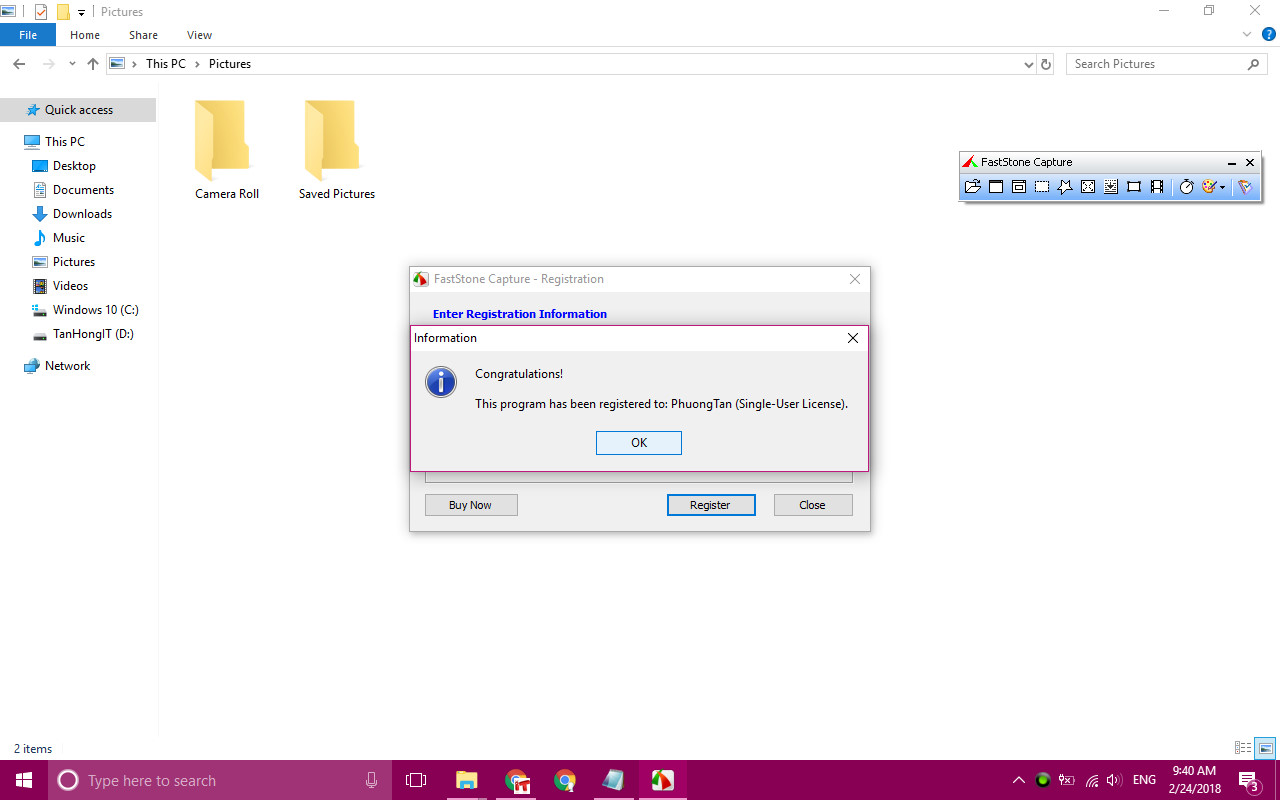 Pictures
File Home Share View
This PC Pictures
Search Pictures
Quick access
This PC
Desktop
Documents
Downloads
Music
Pictures
Videos
Windows 10 (C:)
TanHongIT (D:)
Network
Camera Roll
Saved Pictures
FastStone Capture
FastStone Capture - Registration
Enter Registration Information
Information
Congratulations!
This program has been registered to: PhuongTan (Single-User License).
OK
Buy Now Register Close
2 items
Type here to search
ENG
9:40 AM
2/24/2018
3